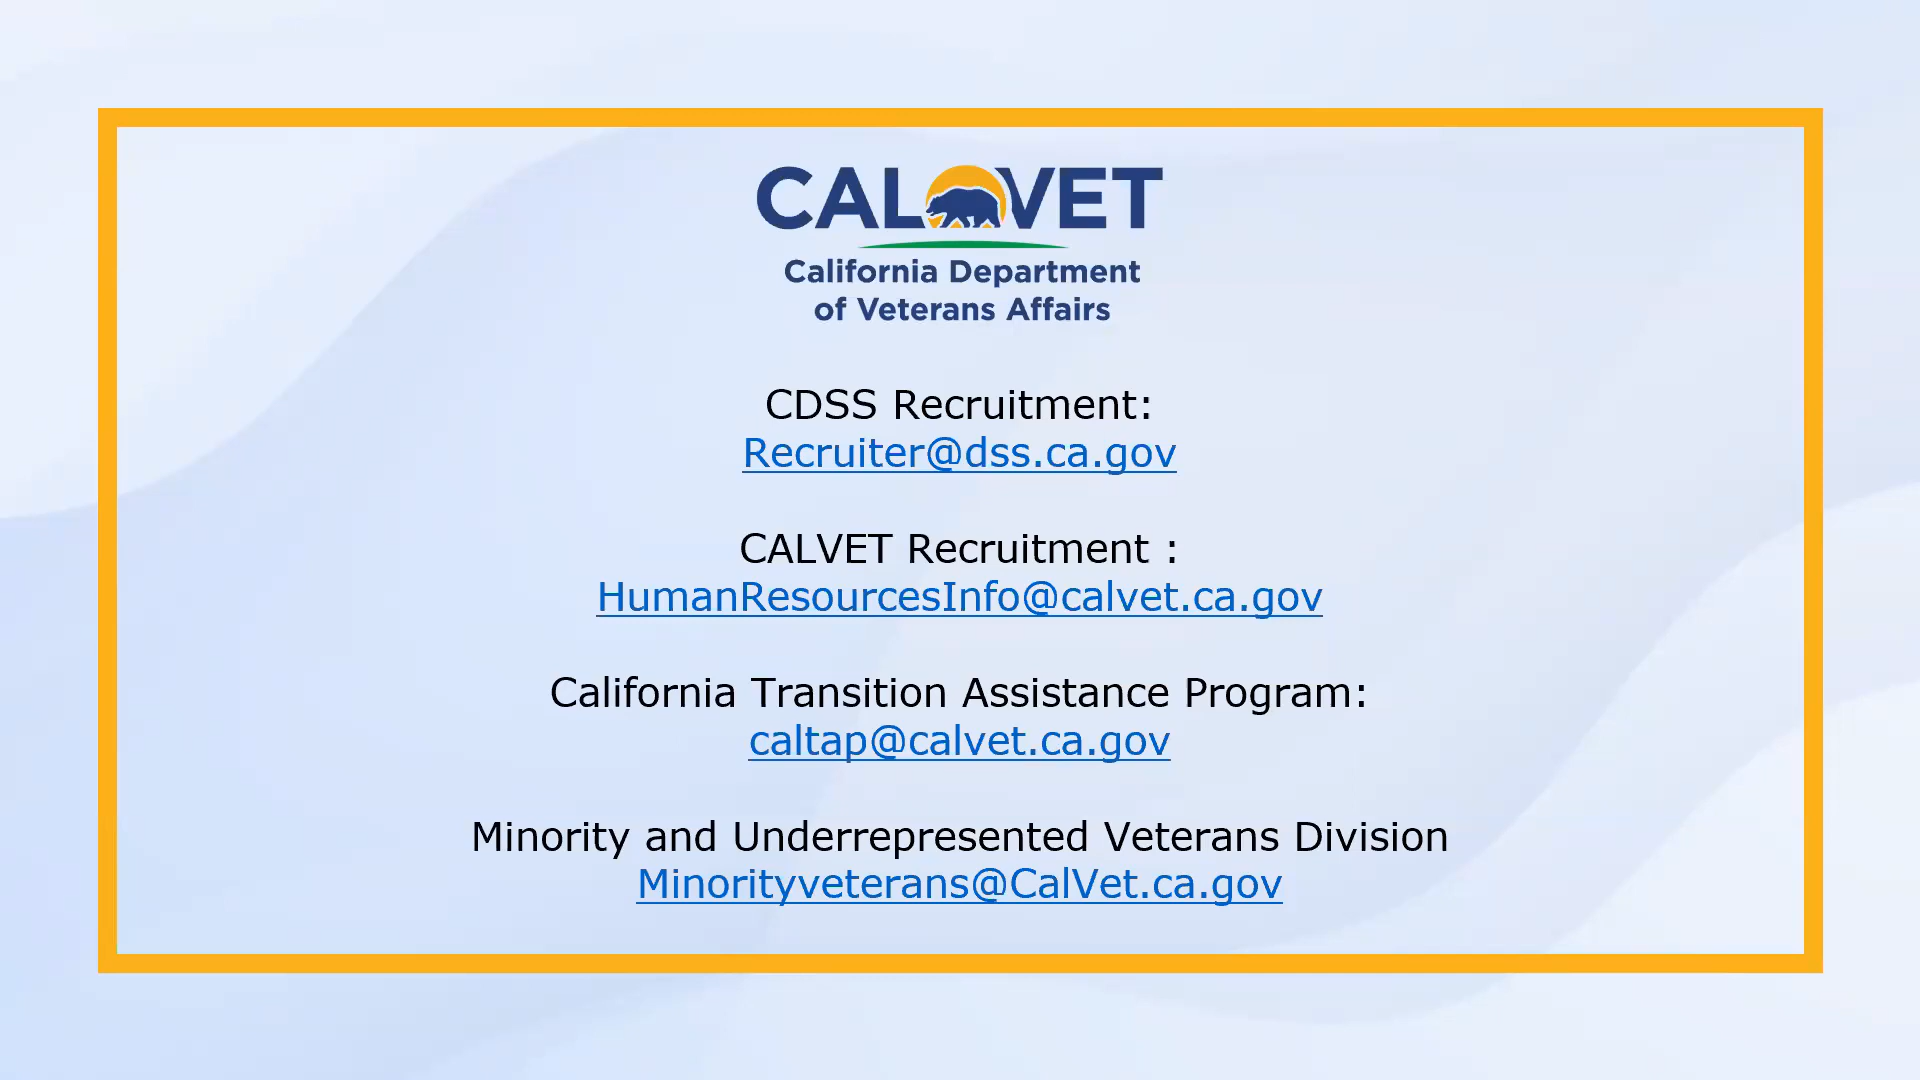 CALVET
California Department
of Veterans Affairs
CDSS Recruitment:
Recruiter@dss.ca.gov
CALVET Recruitment :
HumanResourcesInfo@calvet.ca.gov
California Transition Assistance Program:
caltap@calvet.ca.gov
Minority and Underrepresented Veterans Division
Minorityveterans@CalVet.ca.gov